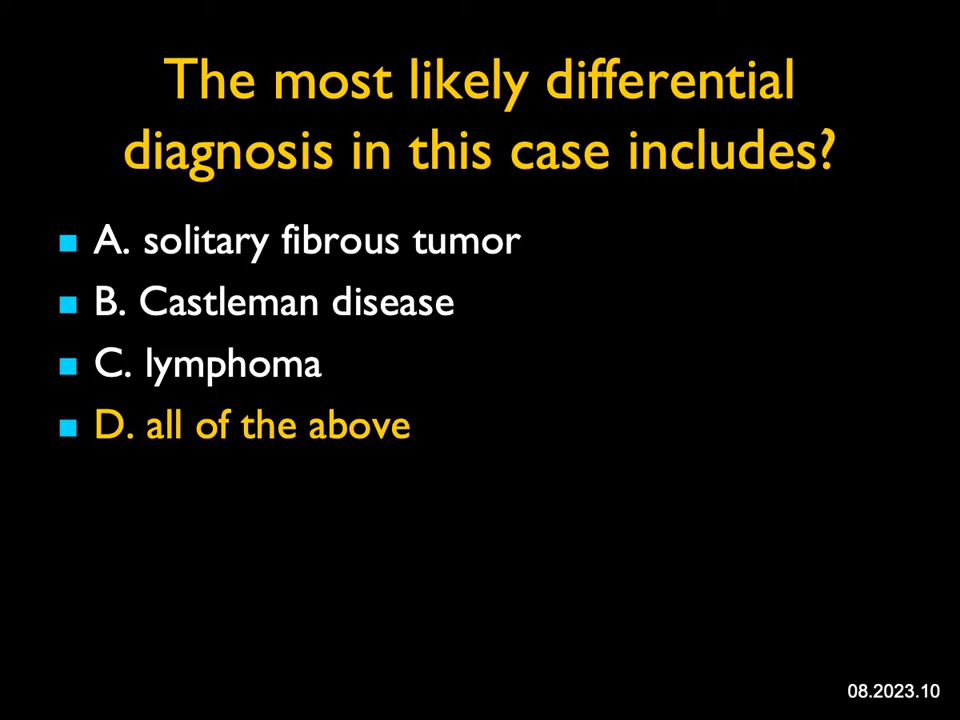 The most likely differential
diagnosis in this case includes?
A. solitary fibrous tumor
B. Castleman disease
C. lymphoma
D. all of the above
08.2023.10